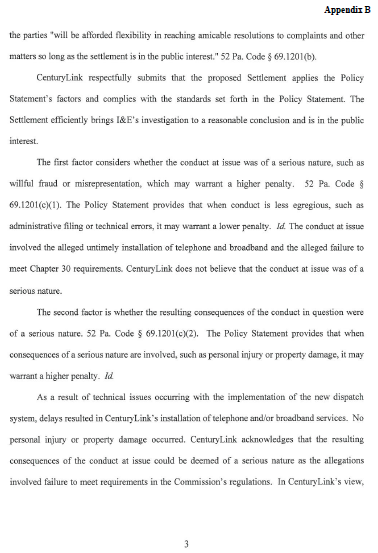 Appendix B
the parties "will be afforded flexibility in reaching amicable resolutions to complaints and other
matters so long as the settlement is in the public interest." 52 Pa. Code § 69.1201(b).
CenturyLink respectfully submits that the proposed Settlement applies the Policy
Statement's factors and complies with the standards set forth in the Policy Statement. The
Settlement efficiently brings I&E's investigation to a reasonable conclusion and is in the public
interest.
The first factor considers whether the conduct at issue was of a serious nature, such as
willful fraud or misrepresentation, which may warrant a higher penalty. 52 Pa. Code §
69.1201(c)(1). The Policy Statement provides that when conduct is less egregious, such as
administrative filing or technical errors, it may warrant a lower penalty. Id. The conduct at issue
involved the alleged untimely installation of telephone and broadband and the alleged failure to
meet Chapter 30 requirements. CenturyLink does not believe that the conduct at issue was of a
serious nature.
The second factor is whether the resulting consequences of the conduct in question were
of a serious nature. 52 Pa. Code § 69.1201(c)(2). The Policy Statement provides that when
consequences of a serious nature are involved, such as personal injury or property damage, it may
warrant a higher penalty. Id.
As a result of technical issues occurring with the implementation of the new dispatch
system, delays resulted in CenturyLink's installation of telephone and/or broadband services. No
personal injury or property damage occurred. CenturyLink acknowledges that the resulting
consequences of the conduct at issue could be deemed of a serious nature as the allegations
involved failure to meet requirements in the Commission's regulations. In CenturyLink's view,
3